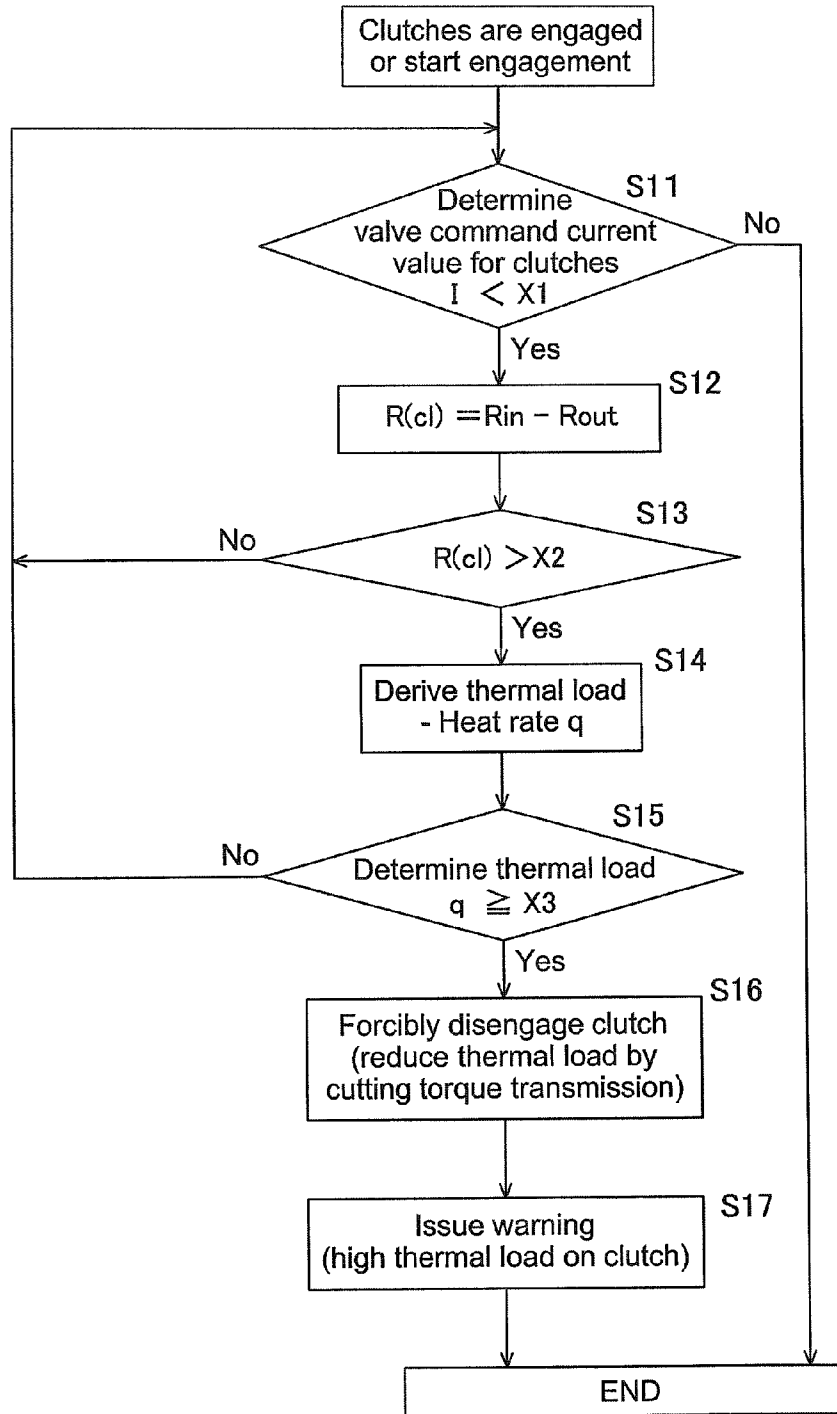 Clutches are engaged
or start engagement
S11
Determine
valve command current
value for clutches
I < X1
No
Yes
S12
R(cl) = Rin - Rout
S13
No
R(cl) > X2
Yes
S14
Derive thermal load
- Heat rate q
S15
No
Determine thermal load
q ≧ X3
Yes
S16
Forcibly disengage clutch
(reduce thermal load by
cutting torque transmission)
S17
Issue warning
(high thermal load on clutch)
END